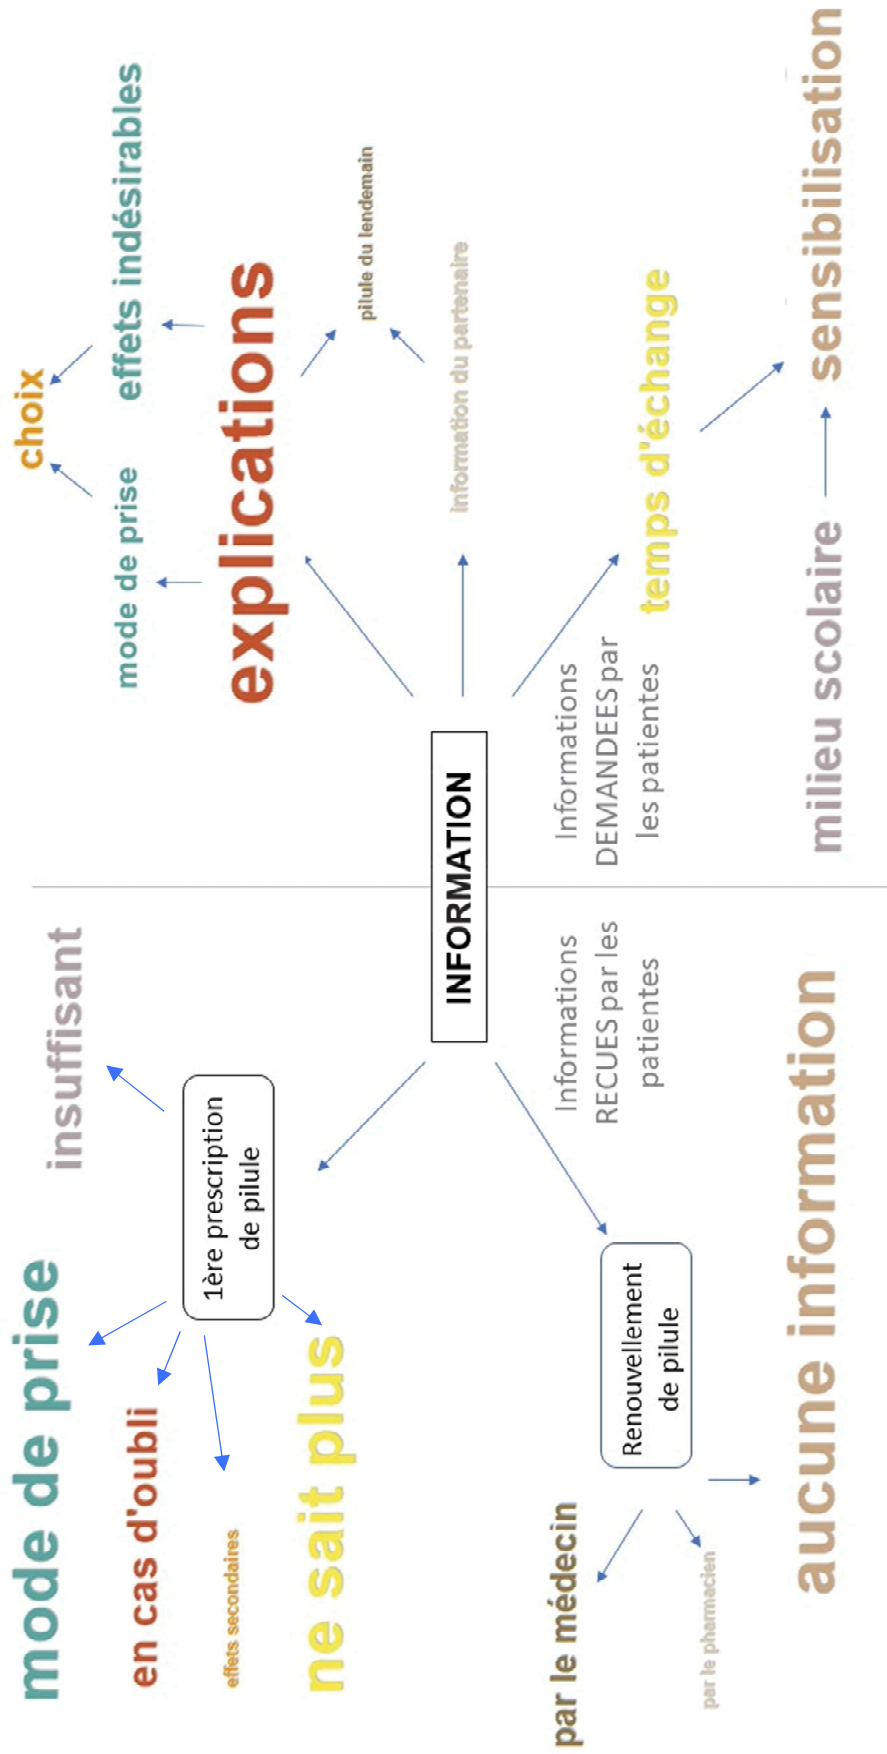 mode de prise
insuffisant
en cas d'oubli
1ère prescription
de pilule
effets secondaires
ne sait plus
INFORMATION
Informations
RECUES par les
patientes
par le médecin
Renouvellement
de pilule
par le pharmacien
aucune information
choix
mode de prise
effets indésirables
explications
pilule du lendemain
information du partenaire
Informations
DEMANDEES par
les patientes
temps d'échange
milieu scolaire
sensibilisation